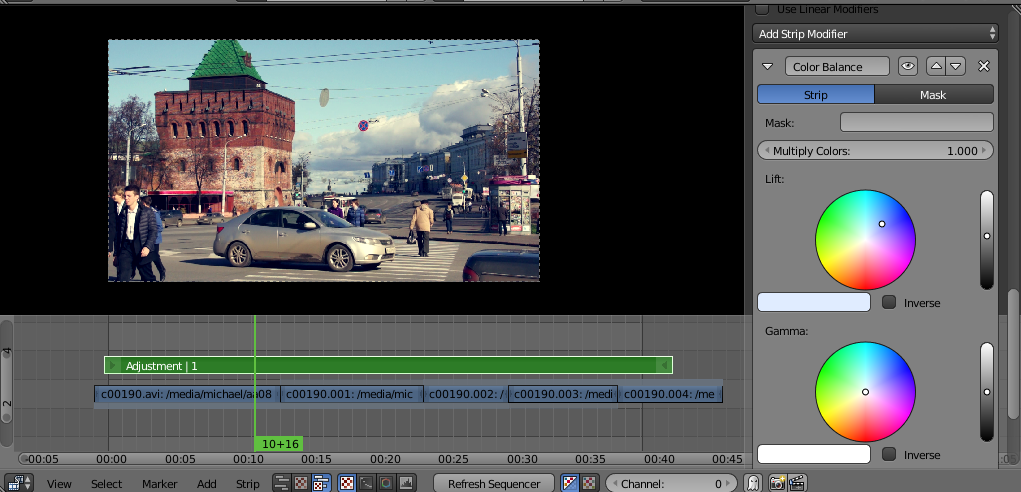 Use Linear Modifiers
Add Strip Modifier
Color Balance
Strip
Mask
Mask:
Multiply Colors: 1.000
Lift:
Inverse
Gamma:
Inverse
4
Adjustment | 1
2
c00190.avi: /media/michael/aa08
c00190.001: /media/mic
c00190.002: /
c00190.003: /medi
c00190.004: /me
10+16
-00:05 00:00 00:05 00:10 00:15 00:20 00:25 00:30 00:35 00:40 00:45 :05
View Select Marker Add Strip Refresh Sequencer Channel: 0